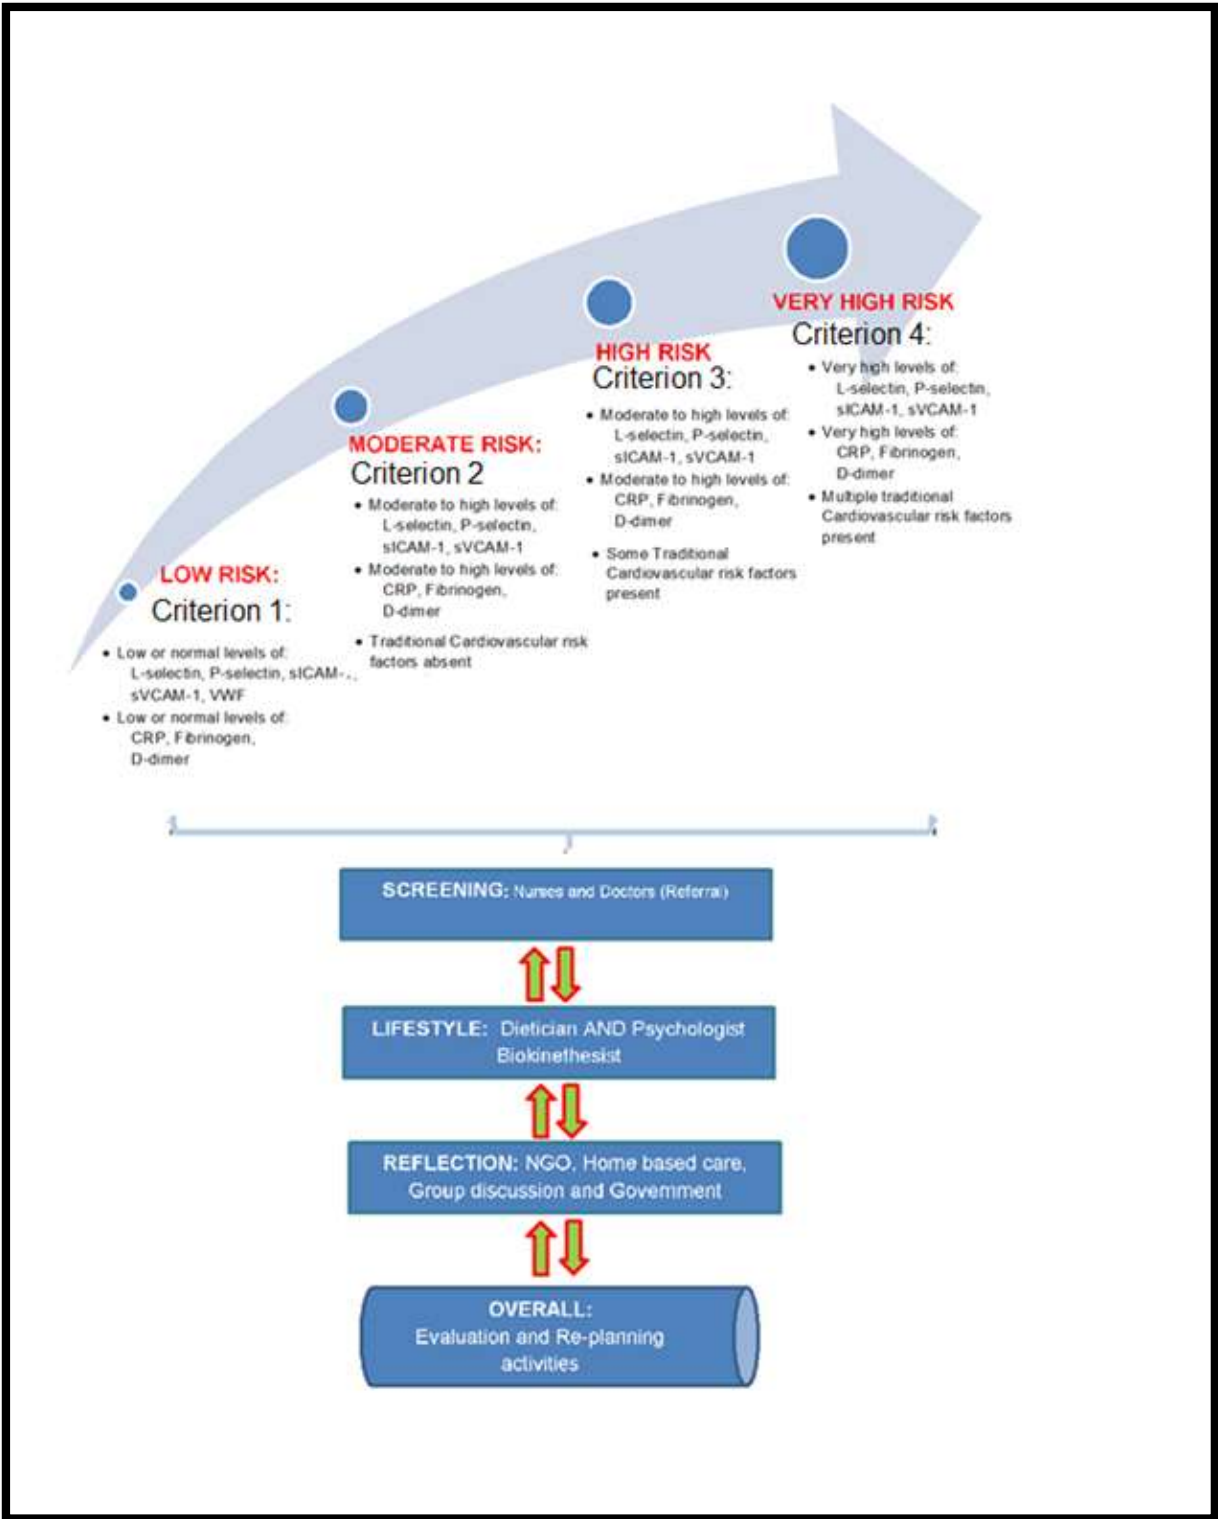 VERY HIGH RISK
Criterion 4:
• Very high levels of:
L-selectin, P-selectin,
sICAM-1, sVCAM-1
• Very high levels of:
CRP, Fibrinogen,
D-dimer
• Multiple traditional
Cardiovascular risk factors
present
HIGH RISK
Criterion 3:
• Moderate to high levels of:
L-selectin, P-selectin,
sICAM-1, sVCAM-1
• Moderate to high levels of:
CRP, Fibrinogen,
D-dimer
• Some Traditional
Cardiovascular risk factors
present
MODERATE RISK:
Criterion 2
• Moderate to high levels of:
L-selectin, P-selectin,
sICAM-1, sVCAM-1
• Moderate to high levels of:
CRP, Fibrinogen,
D-dimer
• Traditional Cardiovascular risk
factors absent
LOW RISK:
Criterion 1:
• Low or normal levels of:
L-selectin, P-selectin,
sVCAM-1, VWF
• Low or normal levels of:
CRP, Fibrinogen,
D-dimer
SCREENING: Nurses and Doctors (Referral)
LIFESTYLE: Dietician AND Psychologist
Biokinethesist
REFLECTION: NGO, Home based care,
Group discussion and Government
OVERALL:
Evaluation and Re-planning
activities